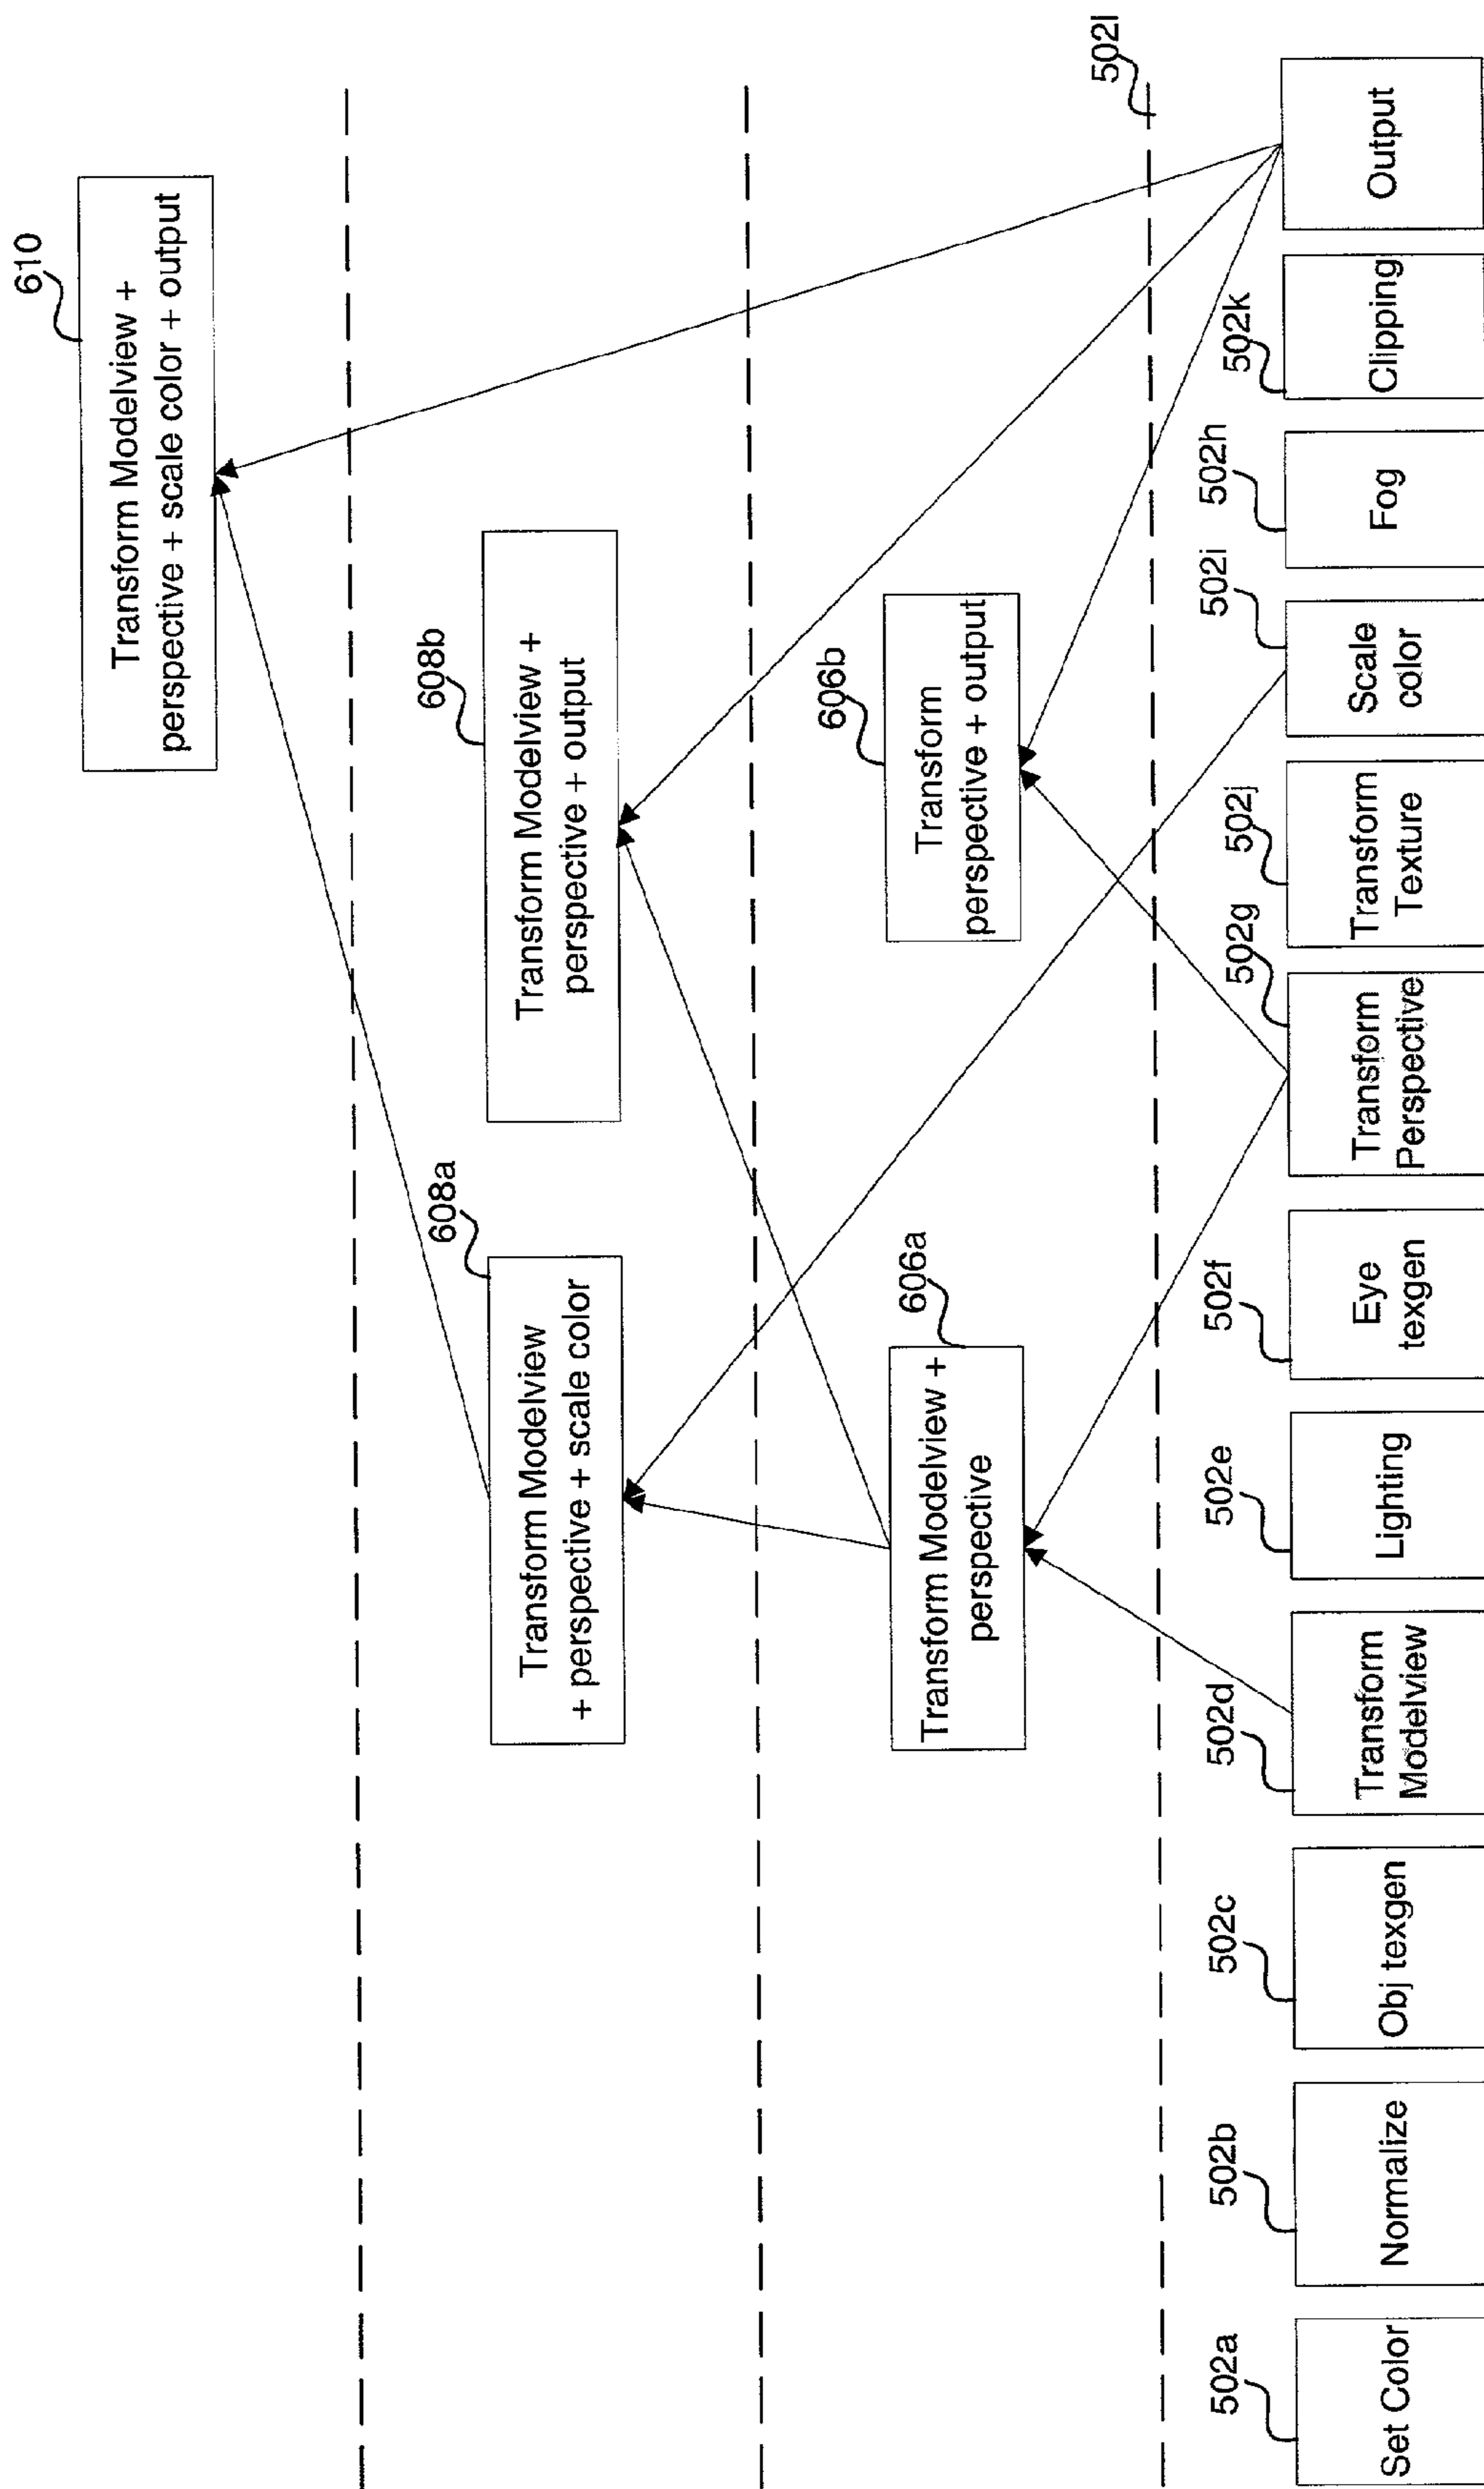 610
Transform Modelview +
perspective + scale color + output
608a
Transform Modelview
+ perspective + scale color
608b
Transform Modelview +
perspective + output
606a
Transform Modelview +
perspective
606b
Transform
perspective + output
502a
Set Color
502b
Normalize
502c
Obj texgen
502d
Transform
Modelview
502e
Lighting
502f
Eye
texgen
502g
Transform
Perspective
502j
Transform
Texture
502i
Scale
color
502h
Fog
502k
Clipping
502l
Output